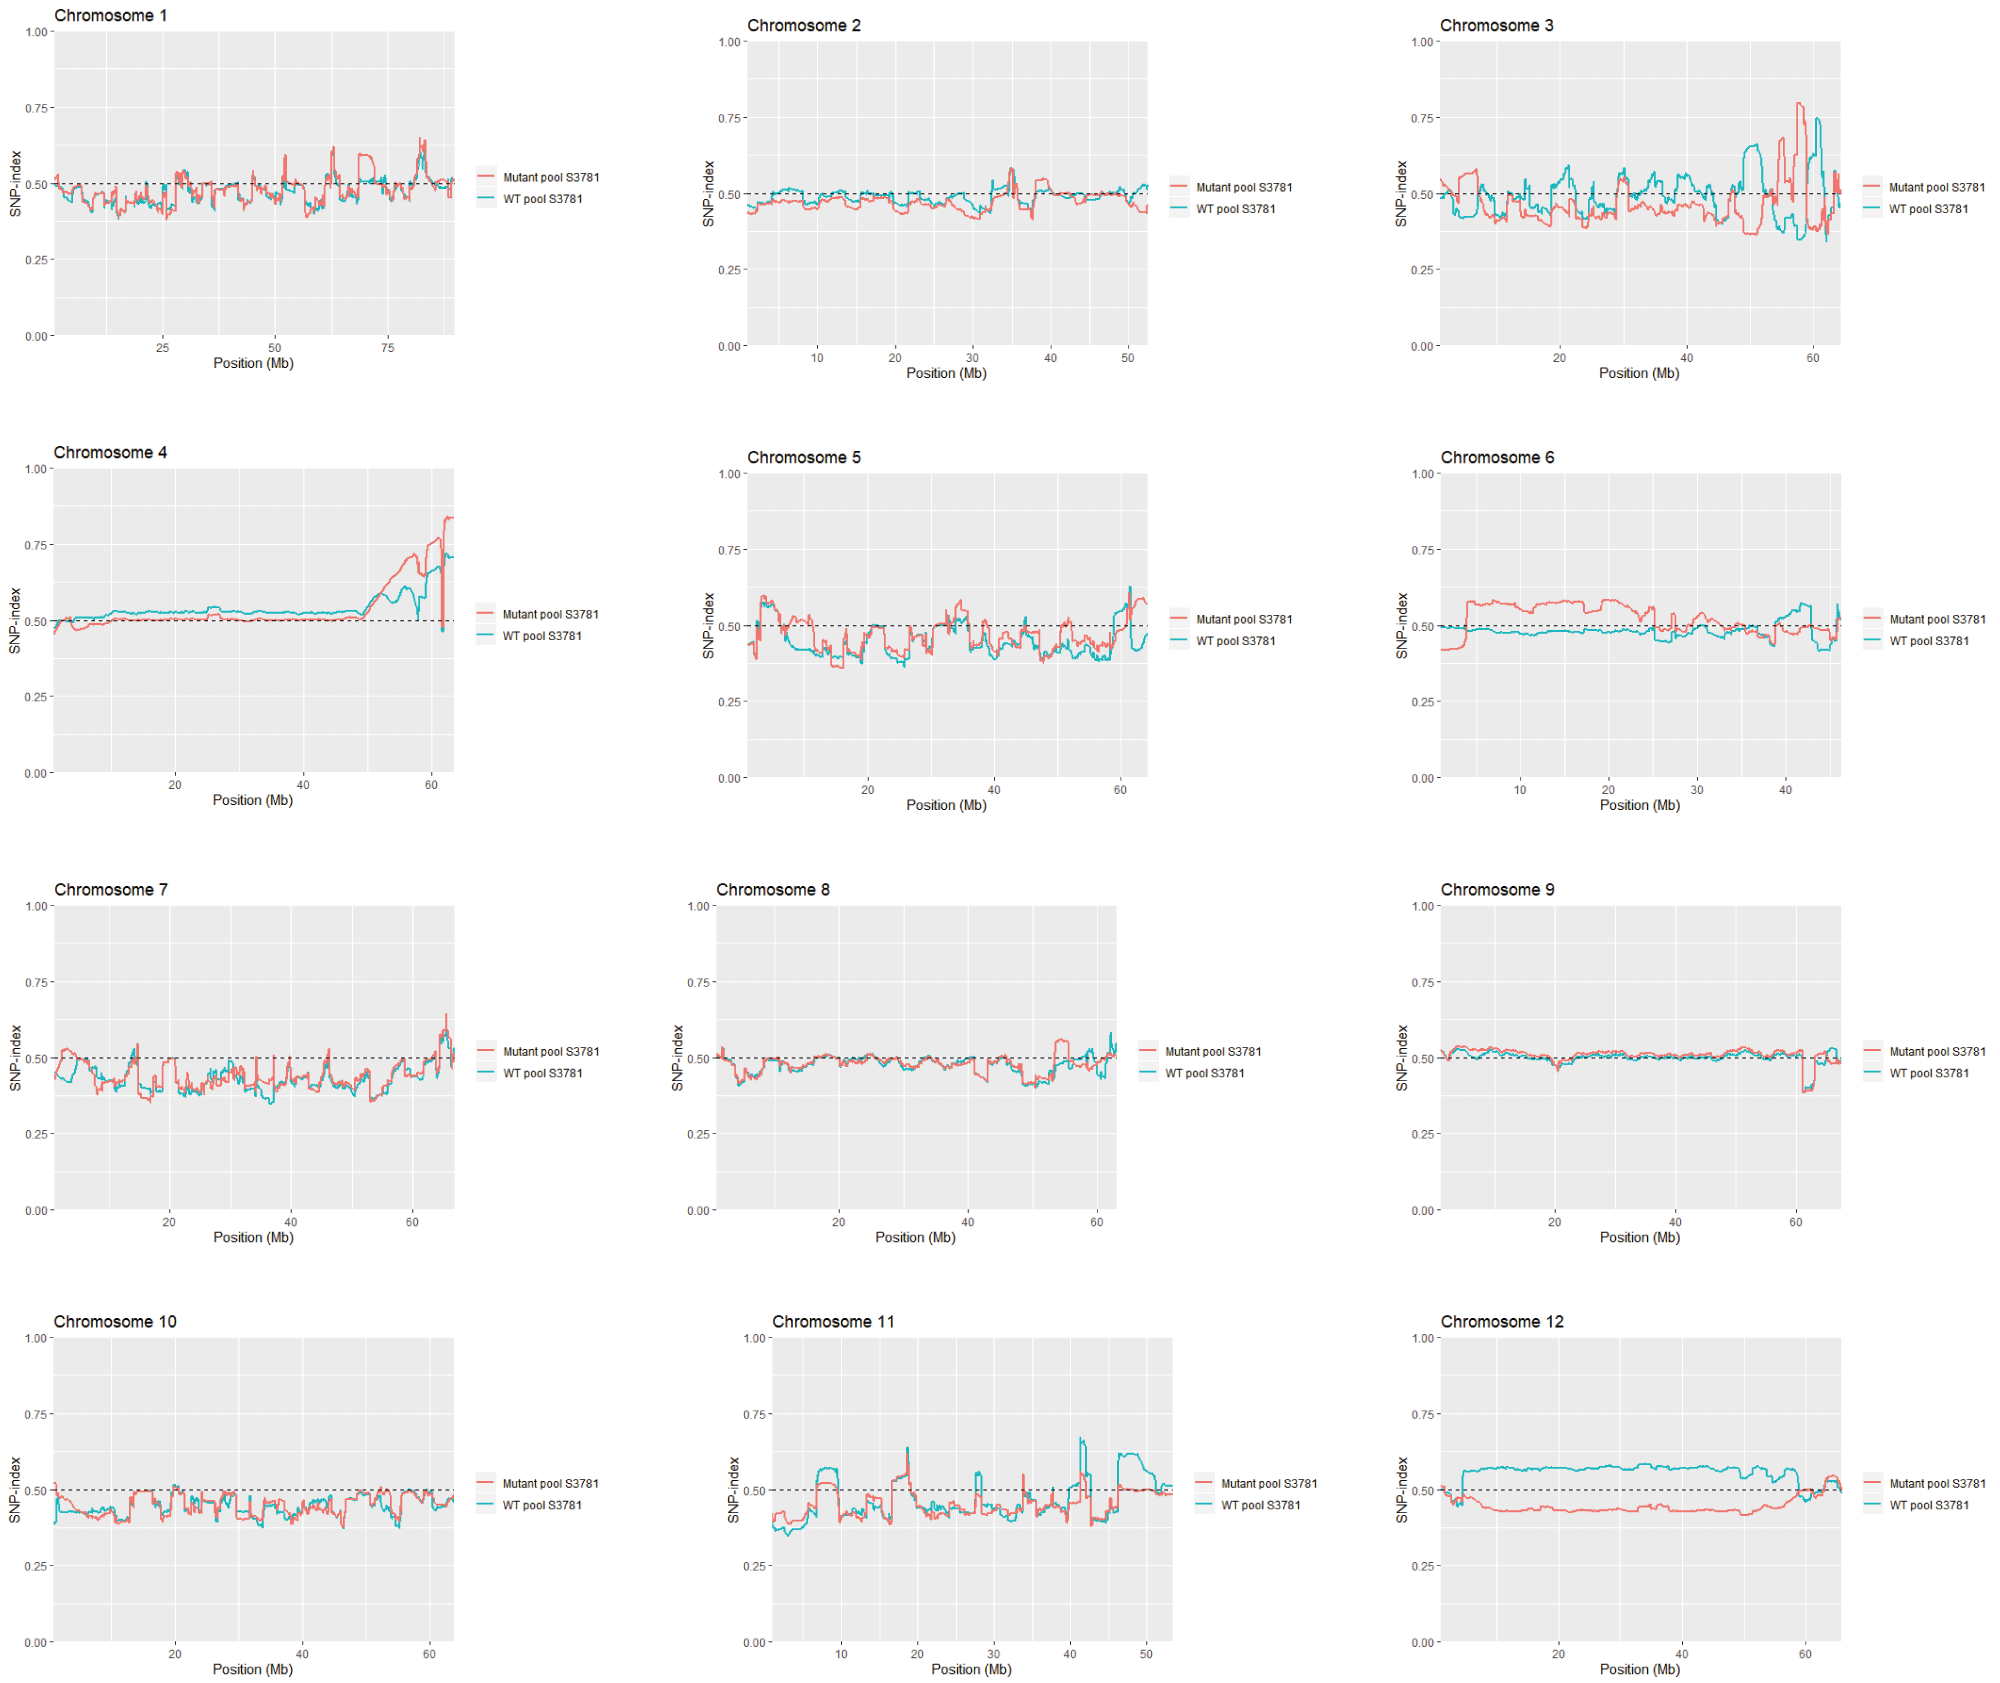 Chromosome 1
1.00
0.75
0.50
0.25
0.00
SNP-index
25
50
75
Position (Mb)
Mutant pool S3781
WT pool S3781
Chromosome 2
1.00
0.75
0.50
0.25
0.00
SNP-index
10
20
30
40
50
Position (Mb)
Mutant pool S3781
WT pool S3781
Chromosome 3
1.00
0.75
0.50
0.25
0.00
SNP-index
20
40
60
Position (Mb)
Mutant pool S3781
WT pool S3781
Chromosome 4
1.00
0.75
0.50
0.25
0.00
SNP-index
20
40
60
Position (Mb)
Mutant pool S3781
WT pool S3781
Chromosome 5
1.00
0.75
0.50
0.25
0.00
SNP-index
20
40
60
Position (Mb)
Mutant pool S3781
WT pool S3781
Chromosome 6
1.00
0.75
0.50
0.25
0.00
SNP-index
10
20
30
40
Position (Mb)
Mutant pool S3781
WT pool S3781
Chromosome 7
1.00
0.75
0.50
0.25
0.00
SNP-index
20
40
60
Position (Mb)
Mutant pool S3781
WT pool S3781
Chromosome 8
1.00
0.75
0.50
0.25
0.00
SNP-index
20
40
60
Position (Mb)
Mutant pool S3781
WT pool S3781
Chromosome 9
1.00
0.75
0.50
0.25
0.00
SNP-index
20
40
60
Position (Mb)
Mutant pool S3781
WT pool S3781
Chromosome 10
1.00
0.75
0.50
0.25
0.00
SNP-index
20
40
60
Position (Mb)
Mutant pool S3781
WT pool S3781
Chromosome 11
1.00
0.75
0.50
0.25
0.00
SNP-index
10
20
30
40
50
Position (Mb)
Mutant pool S3781
WT pool S3781
Chromosome 12
1.00
0.75
0.50
0.25
0.00
SNP-index
20
40
60
Position (Mb)
Mutant pool S3781
WT pool S3781